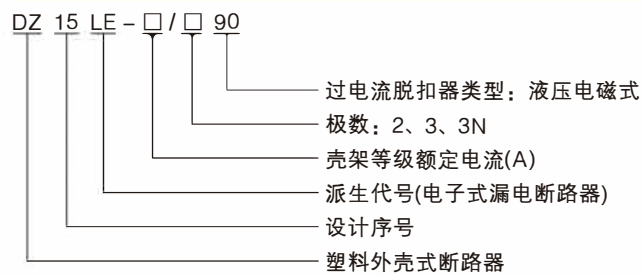 DZ 15 LE-□/□ 90
过电流脱扣器类型：液压电磁式
极数：2、3、3N
壳架等级额定电流(A)
派生代号(电子式漏电断路器)
设计序号
塑料外壳式断路器